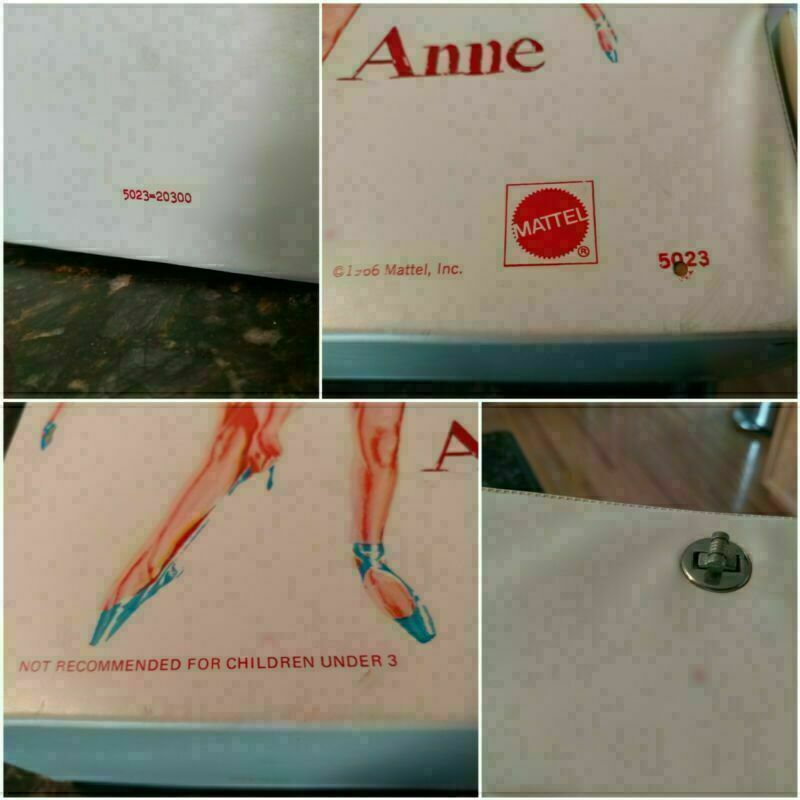 5023-20300
Anne
MATTEL
®
©1966 Mattel, Inc.
5023
A
NOT RECOMMENDED FOR CHILDREN UNDER 3